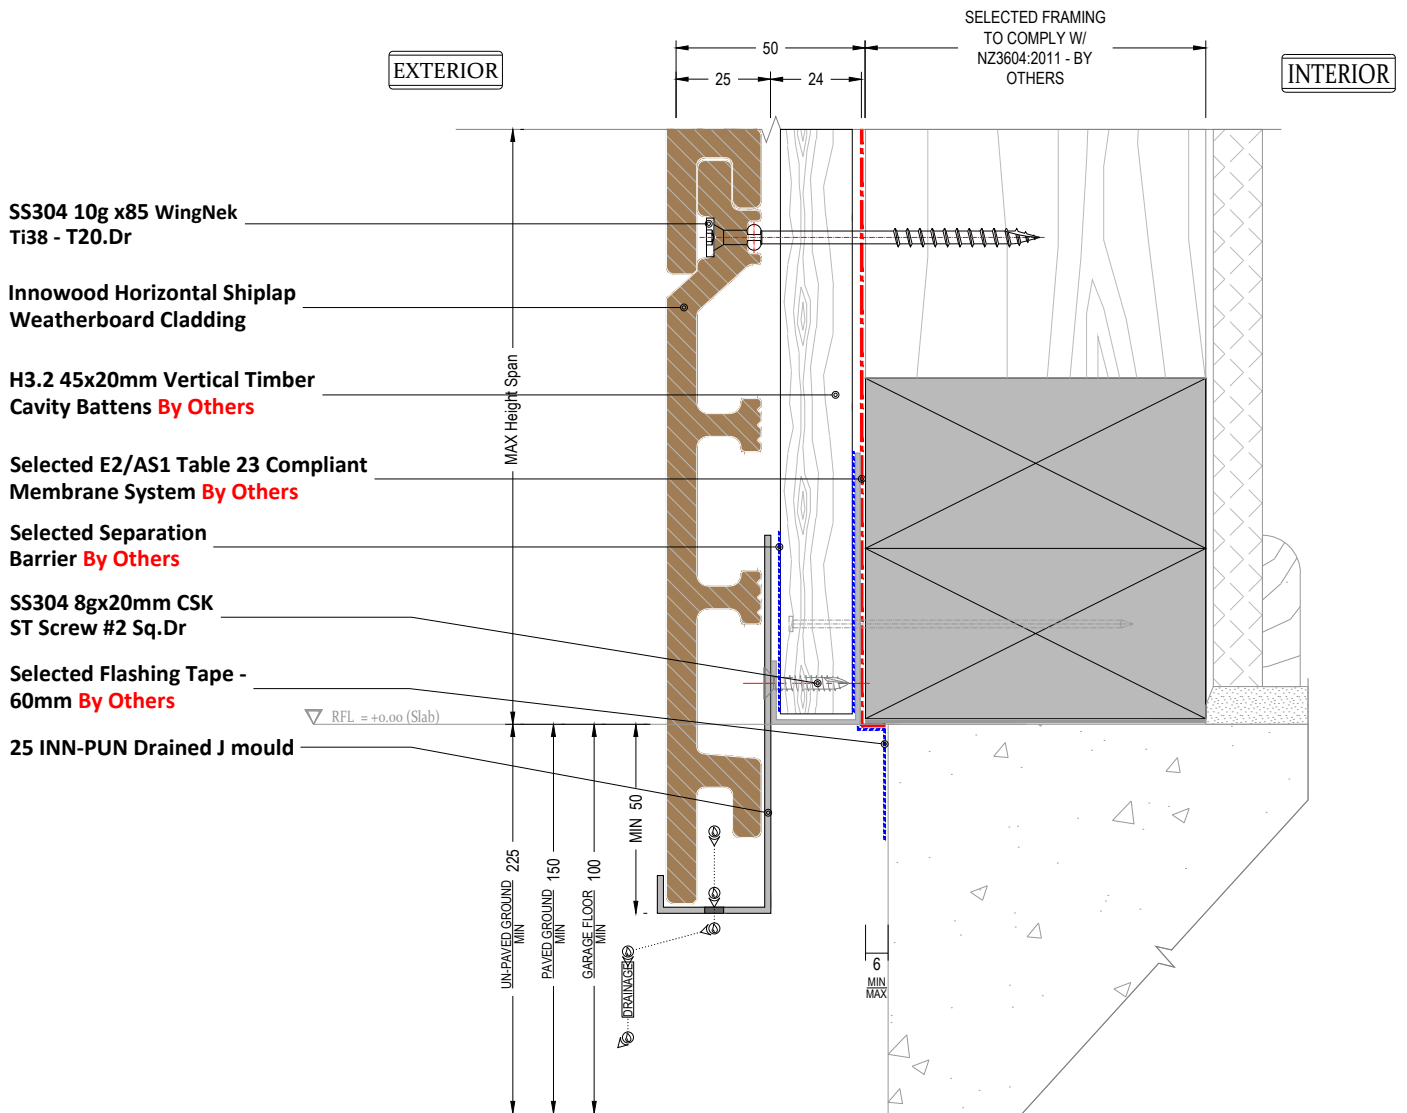 SELECTED FRAMING
TO COMPLY W/
NZ3604:2011 - BY
OTHERS
EXTERIOR
INTERIOR
50
25
24
SS304 10g x85 WingNek
Ti38 - T20.Dr
Innowood Horizontal Shiplap
Weatherboard Cladding
H3.2 45x20mm Vertical Timber
Cavity Battens By Others
MAX Height Span
Selected E2/AS1 Table 23 Compliant
Membrane System By Others
Selected Separation
Barrier By Others
SS304 8gx20mm CSK
ST Screw #2 Sq.Dr
Selected Flashing Tape -
60mm By Others
RFL = +0.00 (Slab)
25 INN-PUN Drained J mould
MIN 50
UN-PAVED GROUND 225
MIN
PAVED GROUND 150
MIN
GARAGE FLOOR 100
MIN
DRAINAGE
6
MIN
MAX